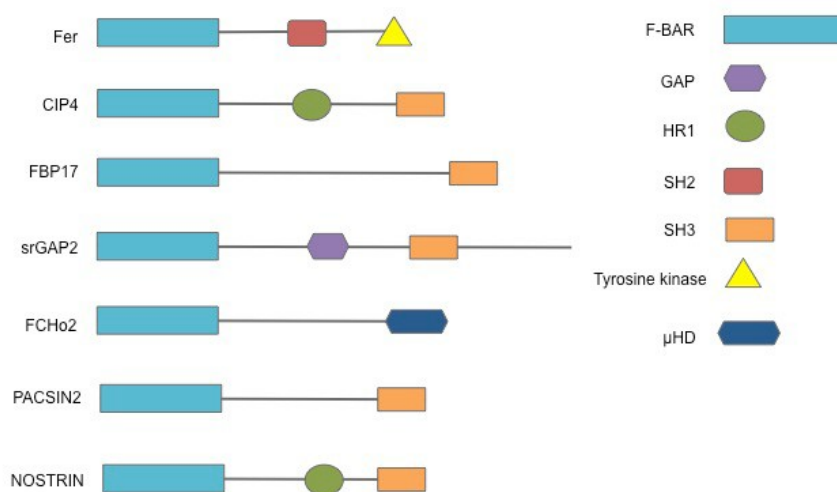 Fer
CIP4
FBP17
srGAP2
FCHo2
PACSIN2
NOSTRIN
F-BAR
GAP
HR1
SH2
SH3
Tyrosine kinase
μHD